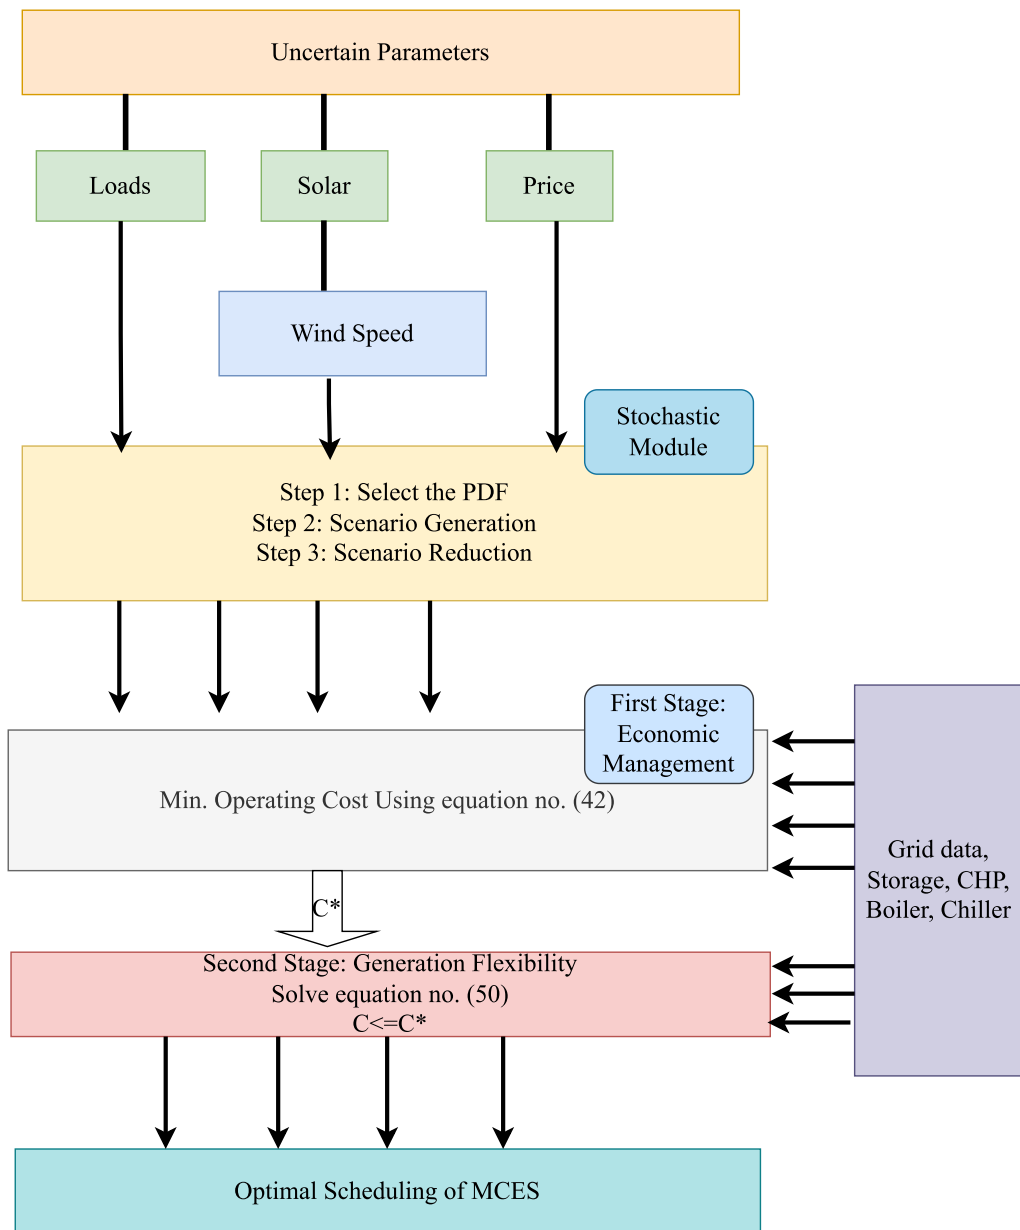 Uncertain Parameters
Loads
Solar
Price
Wind Speed
Stochastic
Module
Step 1: Select the PDF
Step 2: Scenario Generation
Step 3: Scenario Reduction
First Stage:
Economic
Management
Min. Operating Cost Using equation no. (42)
Grid data,
Storage, CHP,
Boiler, Chiller
C*
Second Stage: Generation Flexibility
Solve equation no. (50)
C<=C*
Optimal Scheduling of MCES